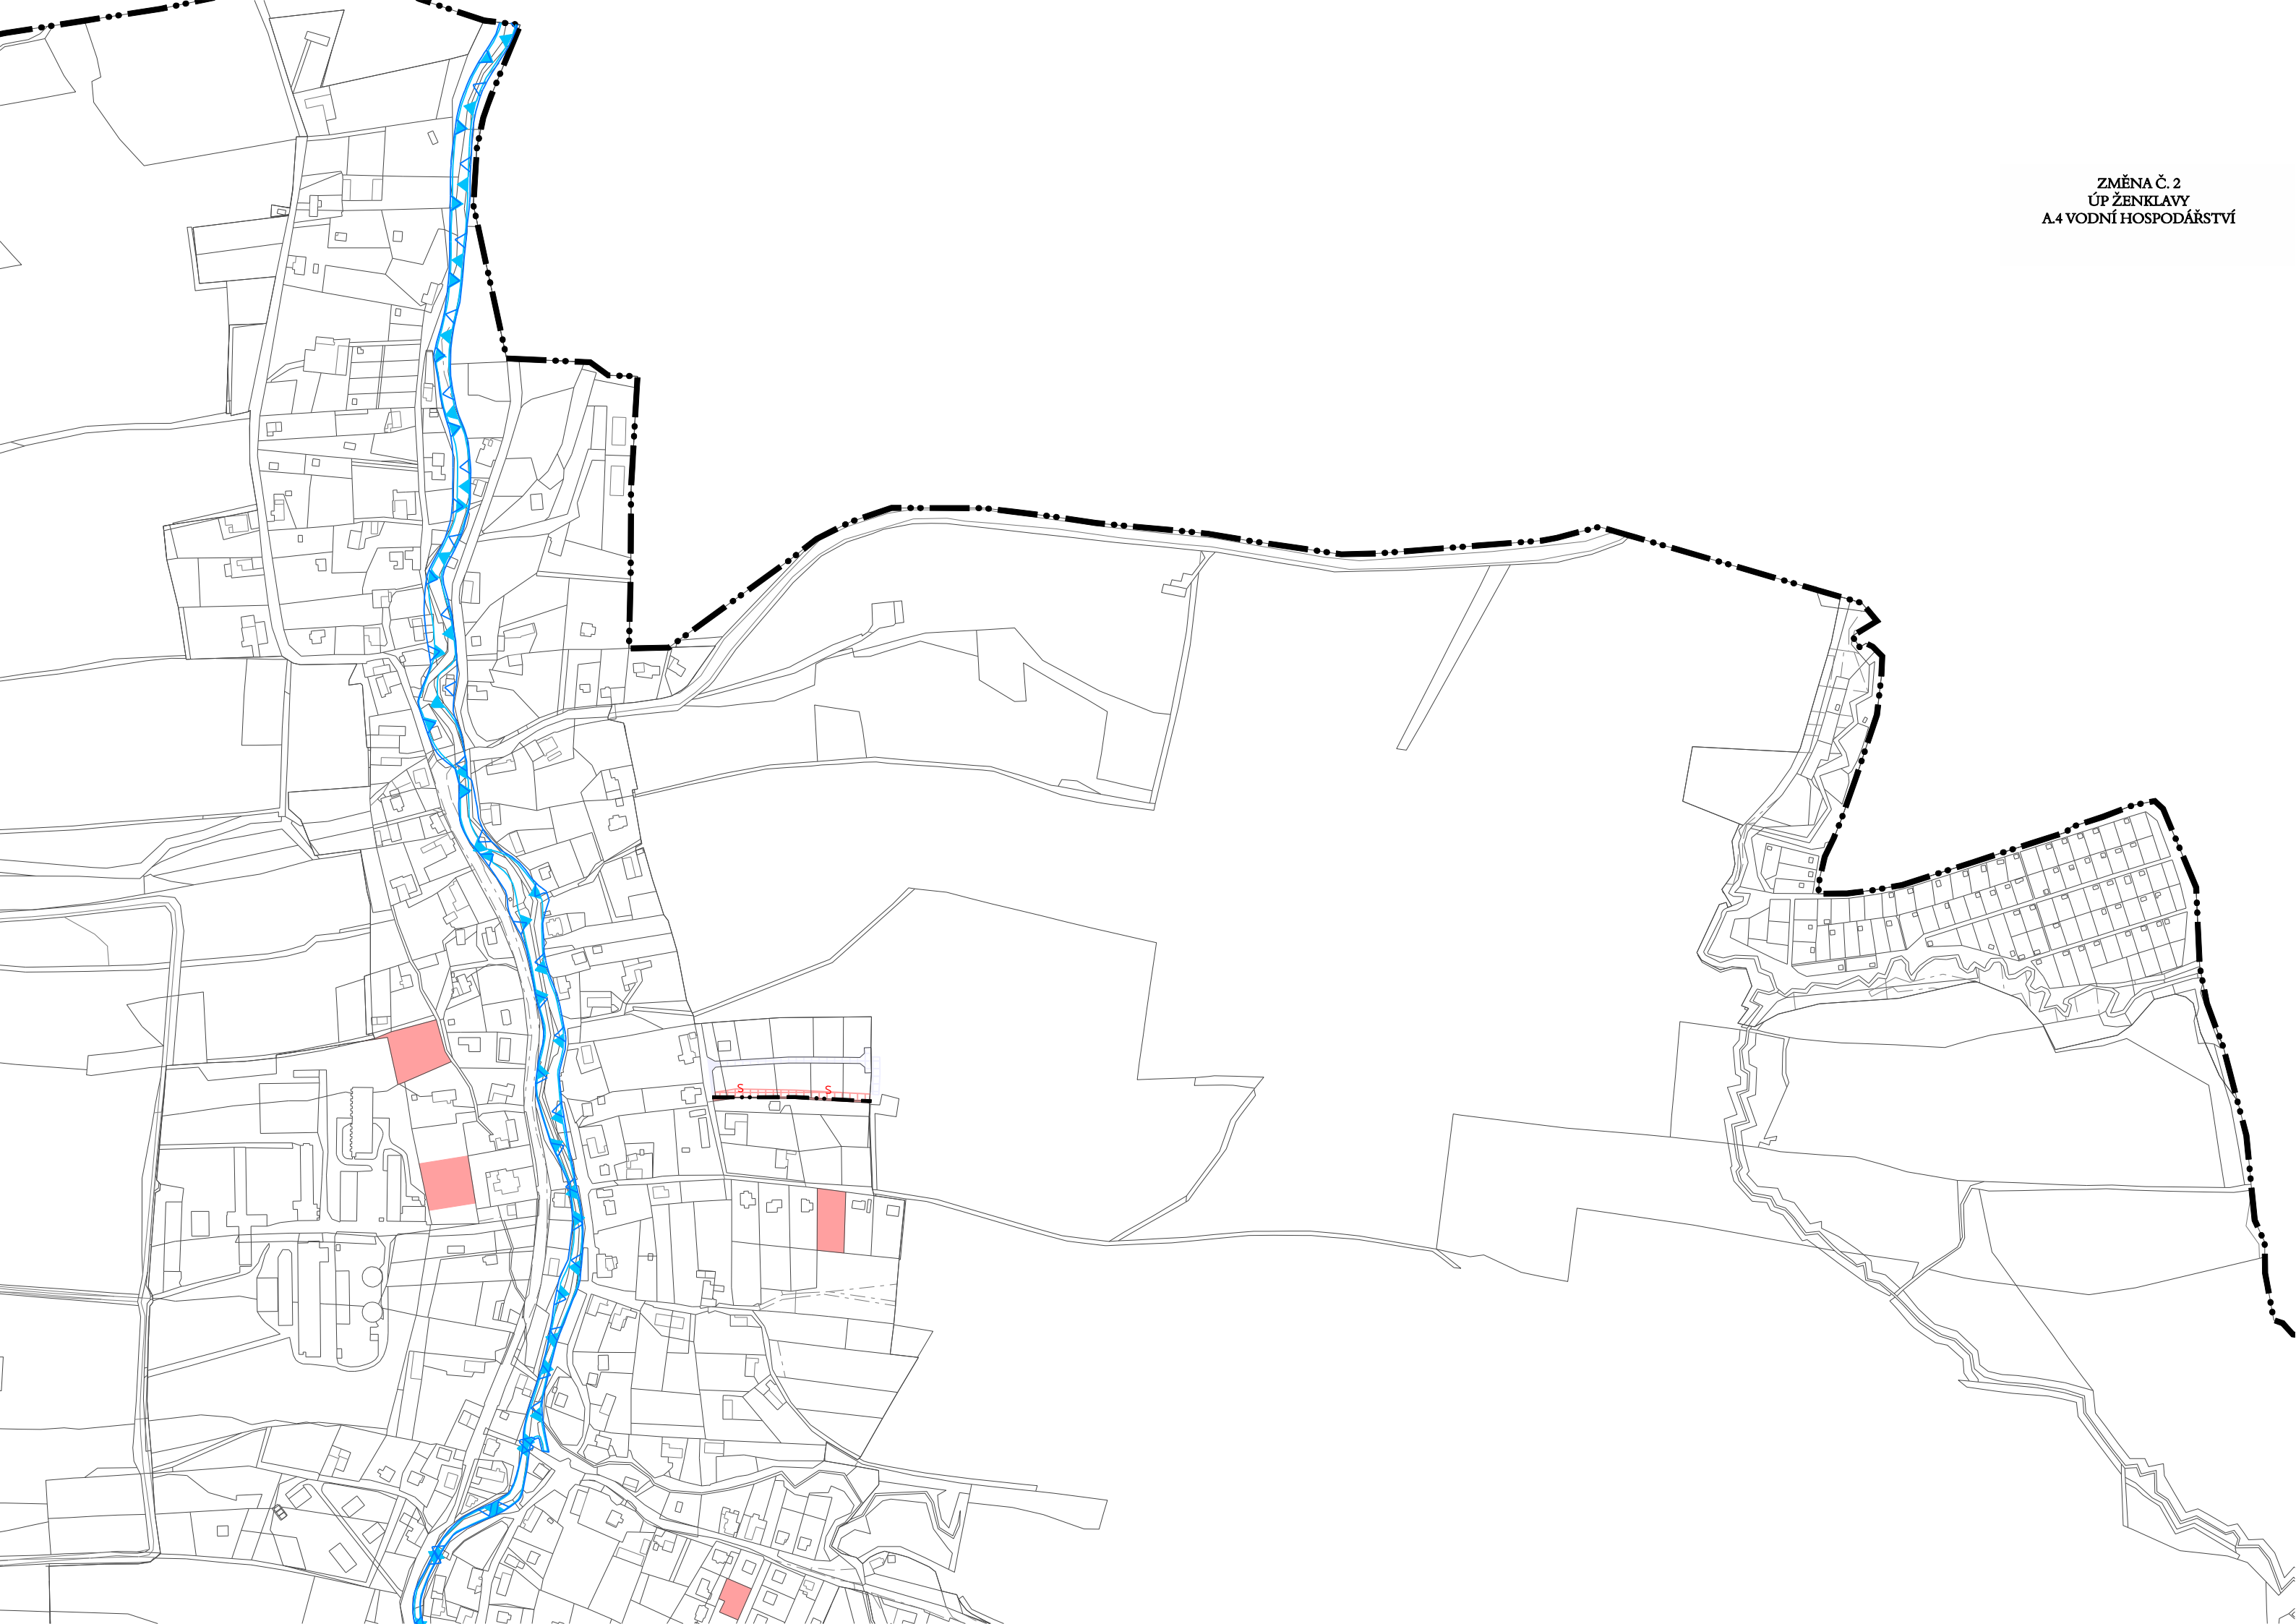 ZMĚNA Č. 2
ÚP ŽENKLAVY
A.4 VODNÍ HOSPODÁŘSTVÍ
S
S